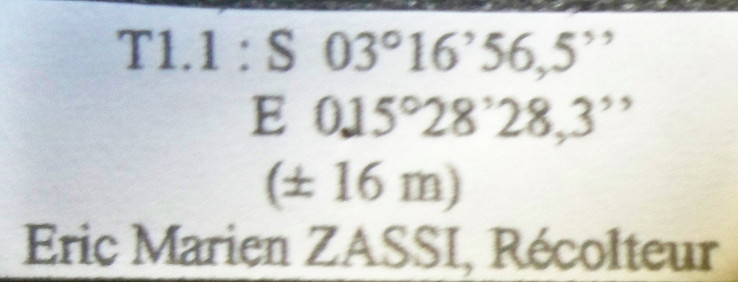 T1.1 : S 03°16’56,5’’
E 015°28’28,3’’
(± 16 m)
Eric Marien ZASSI, Récolteur